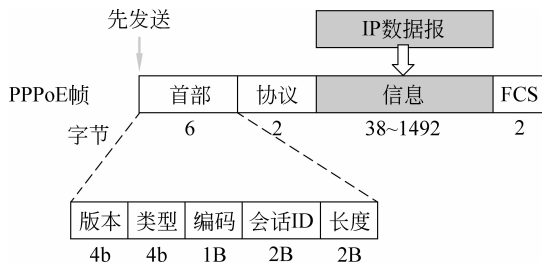 先发送
IP数据报
PPPoE帧
首部 协议 信息 FCS
字节
6 2 38~1492 2
版本 类型 编码 会话ID 长度
4b 4b 1B 2B 2B